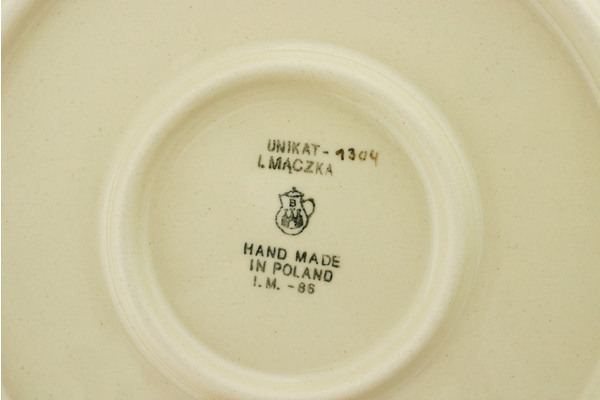 UNIKAT - 1304
I. MĄCZKA
B
HAND MADE
IN POLAND
I. M. - 86